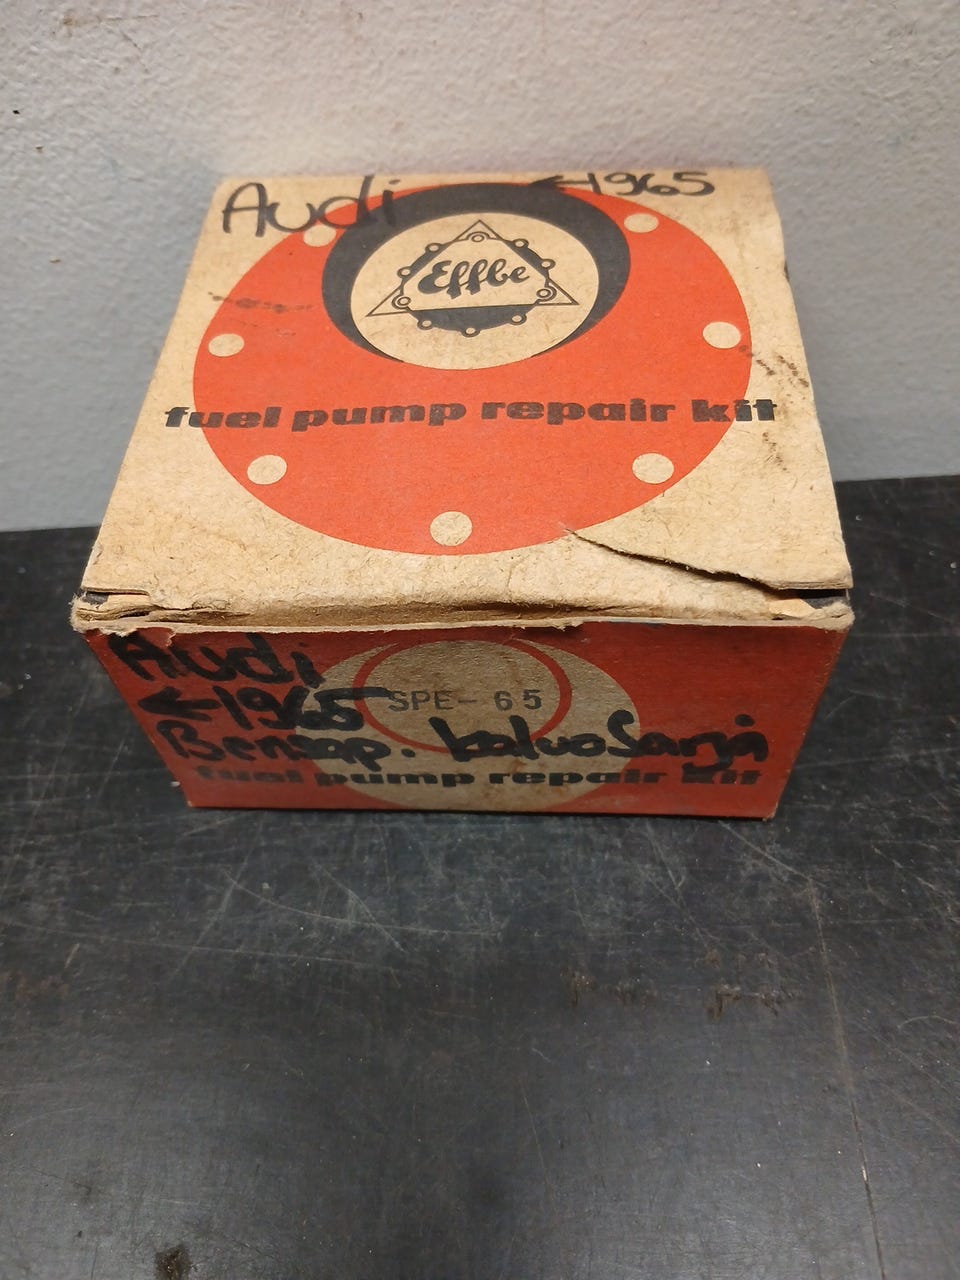 Audi ←1965
Effbe
fuel pump repair kit
Audi
←1965 SPE-65
Bensap. kalvoSarja
fuel pump repair kit